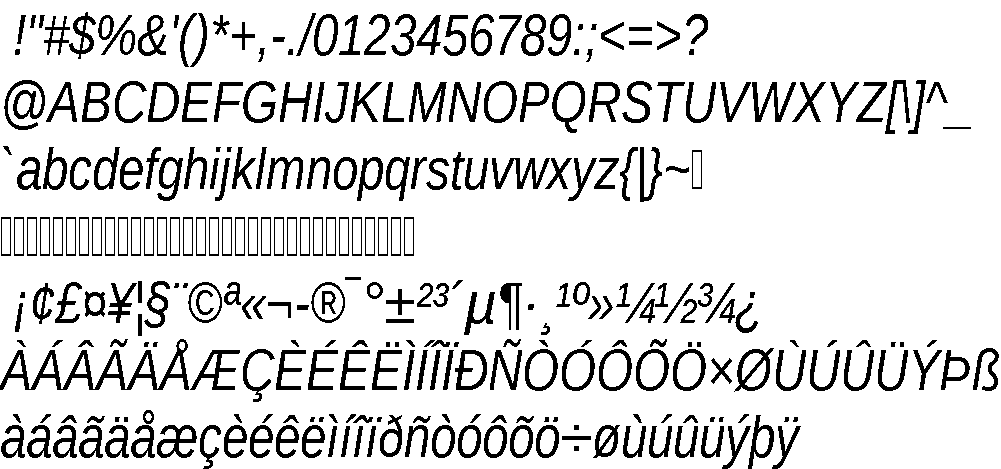 !"#$%&'()*+,-./0123456789:;<=>?
@ABCDEFGHIJKLMNOPQRSTUVWXYZ[\]^_
`abcdefghijklmnopqrstuvwxyz{|}~
¡¢£¤¥¦§¨©ª«¬-®¯°±²³´µ¶·¸¹º»¼½¾¿
ÀÁÂÃÄÅÆÇÈÉÊËÌÍÎÏÐÑÒÓÔÕÖ×ØÙÚÛÜÝÞß
àáâãäåæçèéêëìíîïðñòóôõö÷øùúûüýþÿ